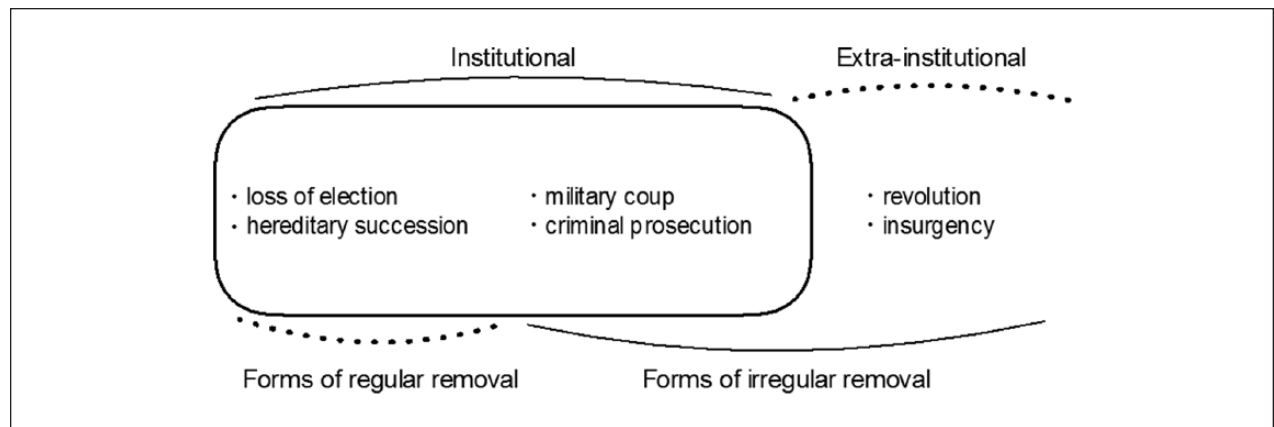 Institutional
Extra-institutional
· loss of election
· hereditary succession
· military coup
· criminal prosecution
· revolution
· insurgency
Forms of regular removal
Forms of irregular removal